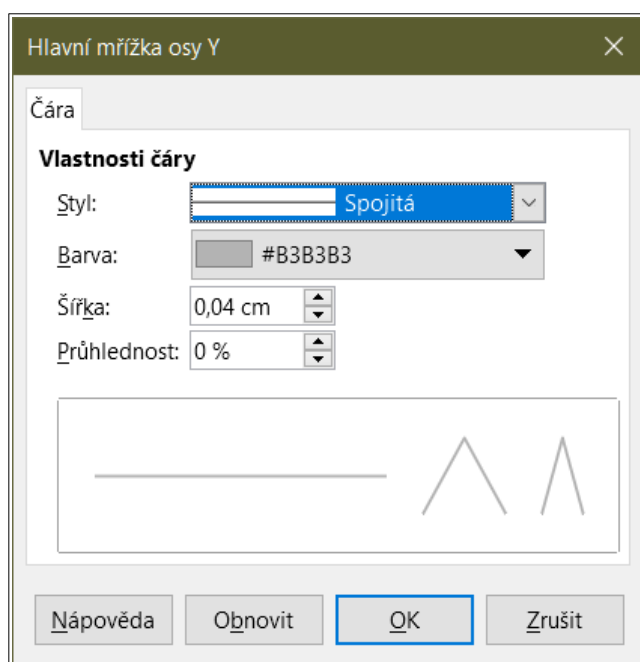 Hlavní mřížka osy Y
Čára
Vlastnosti čáry
Styl: Spojitá
Barva: #B3B3B3
Šířka: 0,04 cm
Průhlednost: 0 %
Nápověda Obnovit OK Zrušit